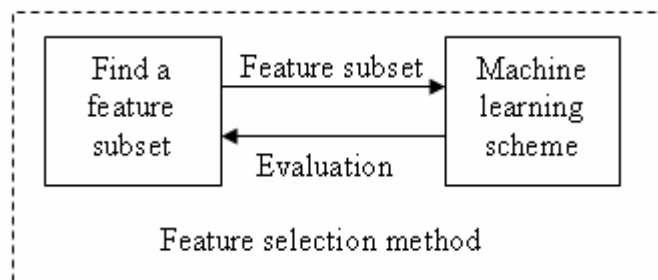 Find a
feature
subset
Feature subset
Evaluation
Machine
learning
scheme
Feature selection method